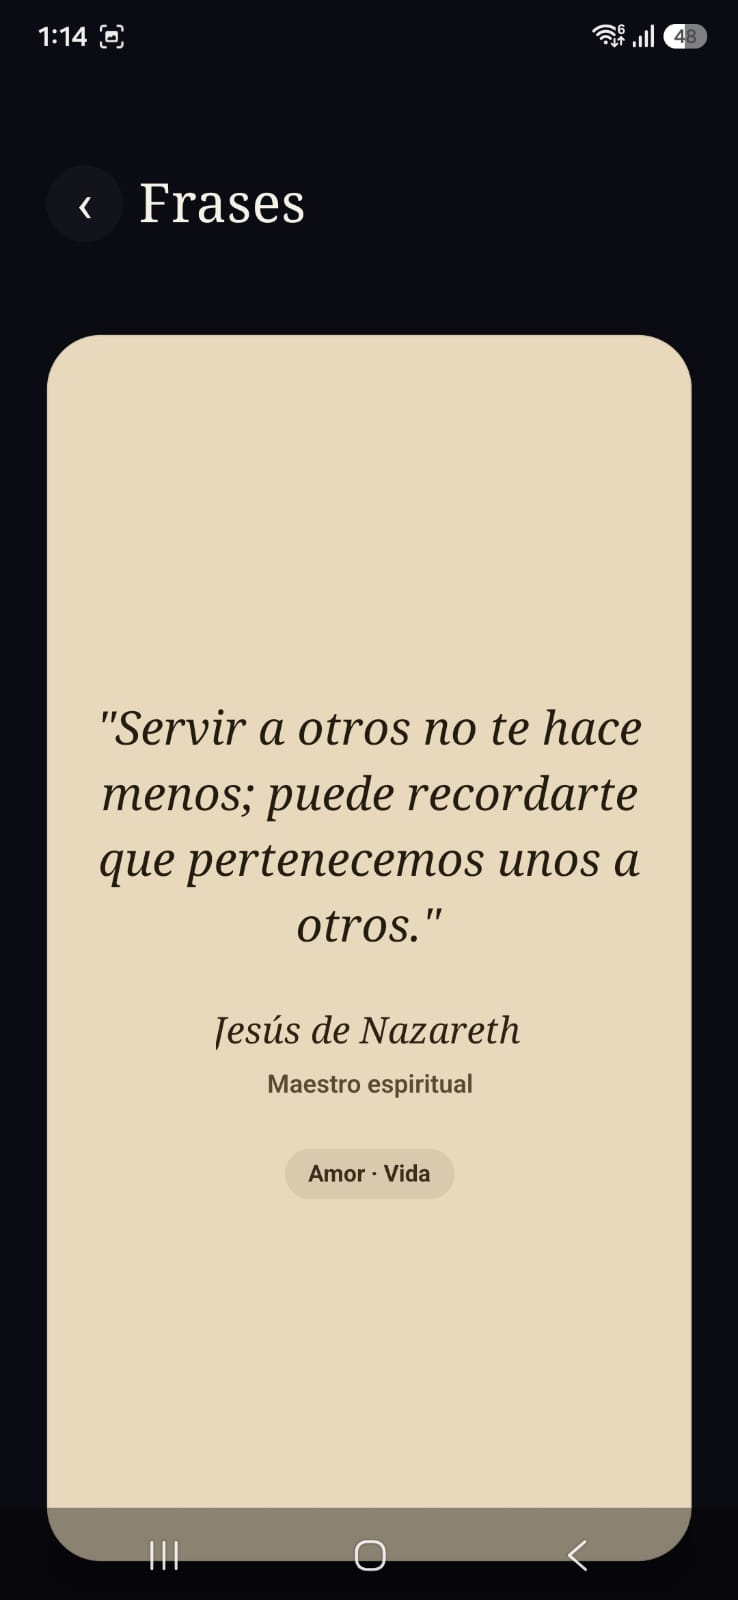 1:14
6
48
‹ Frases
"Servir a otros no te hace
menos; puede recordarte
que pertenecemos unos a
otros."
Jesús de Nazareth
Maestro espiritual
Amor · Vida